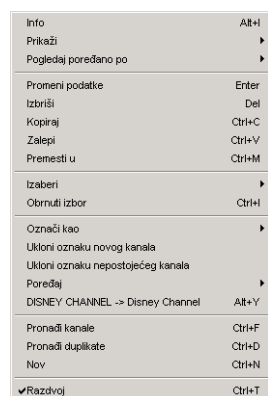 Info Alt+I
Prikaži
Pogledaj poređano po
Promeni podatke Enter
Izbriši Del
Kopiraj Ctrl+C
Zalepi Ctrl+V
Premesti u Ctrl+M
Izaberi
Obrnuti izbor Ctrl+I
Označi kao
Ukloni oznaku novog kanala
Ukloni oznaku nepostojećeg kanala
Poređaj
DISNEY CHANNEL -> Disney Channel Alt+Y
Pronađi kanale Ctrl+F
Pronađi duplikate Ctrl+D
Nov Ctrl+N
Razdvoj Ctrl+T